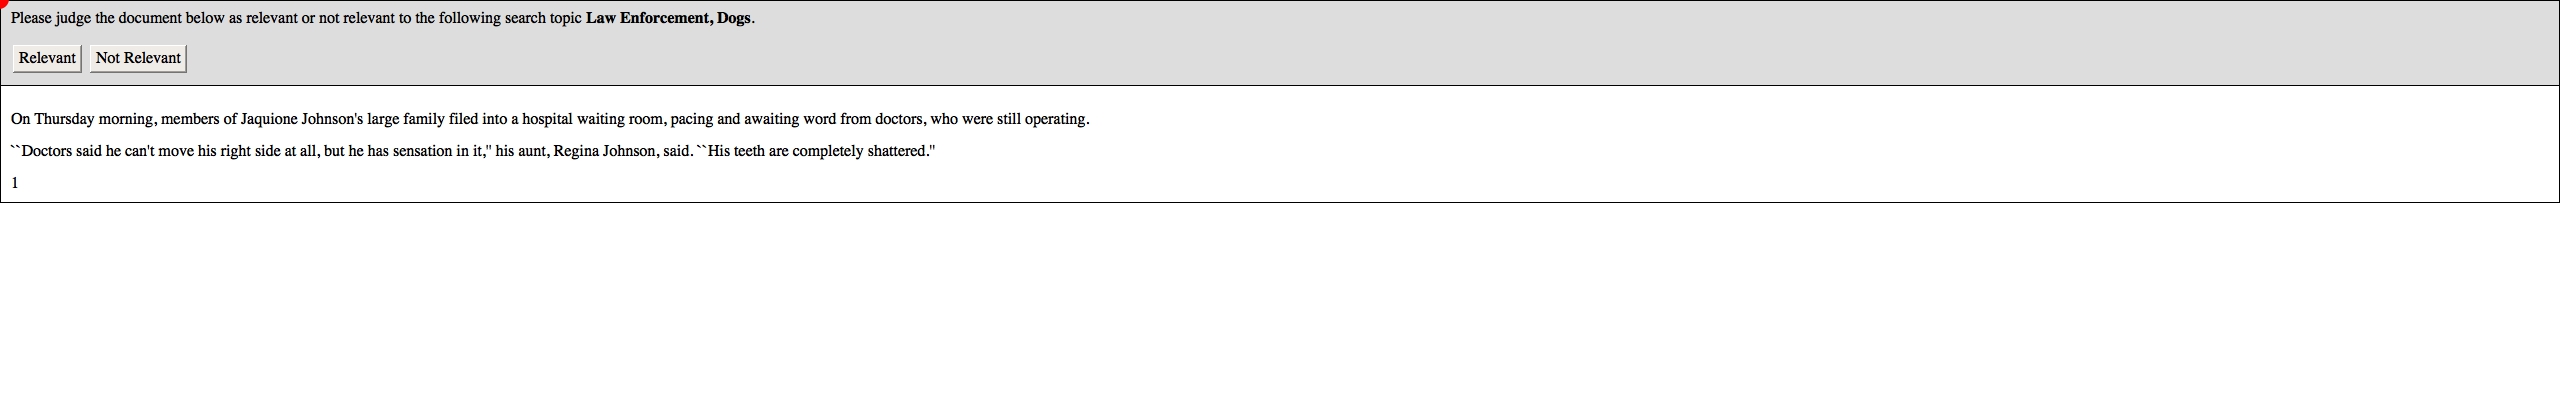 Please judge the document below as relevant or not relevant to the following search topic Law Enforcement, Dogs.
Relevant Not Relevant
On Thursday morning, members of Jaquione Johnson's large family filed into a hospital waiting room, pacing and awaiting word from doctors, who were still operating.
``Doctors said he can't move his right side at all, but he has sensation in it,'' his aunt, Regina Johnson, said. ``His teeth are completely shattered.''
1